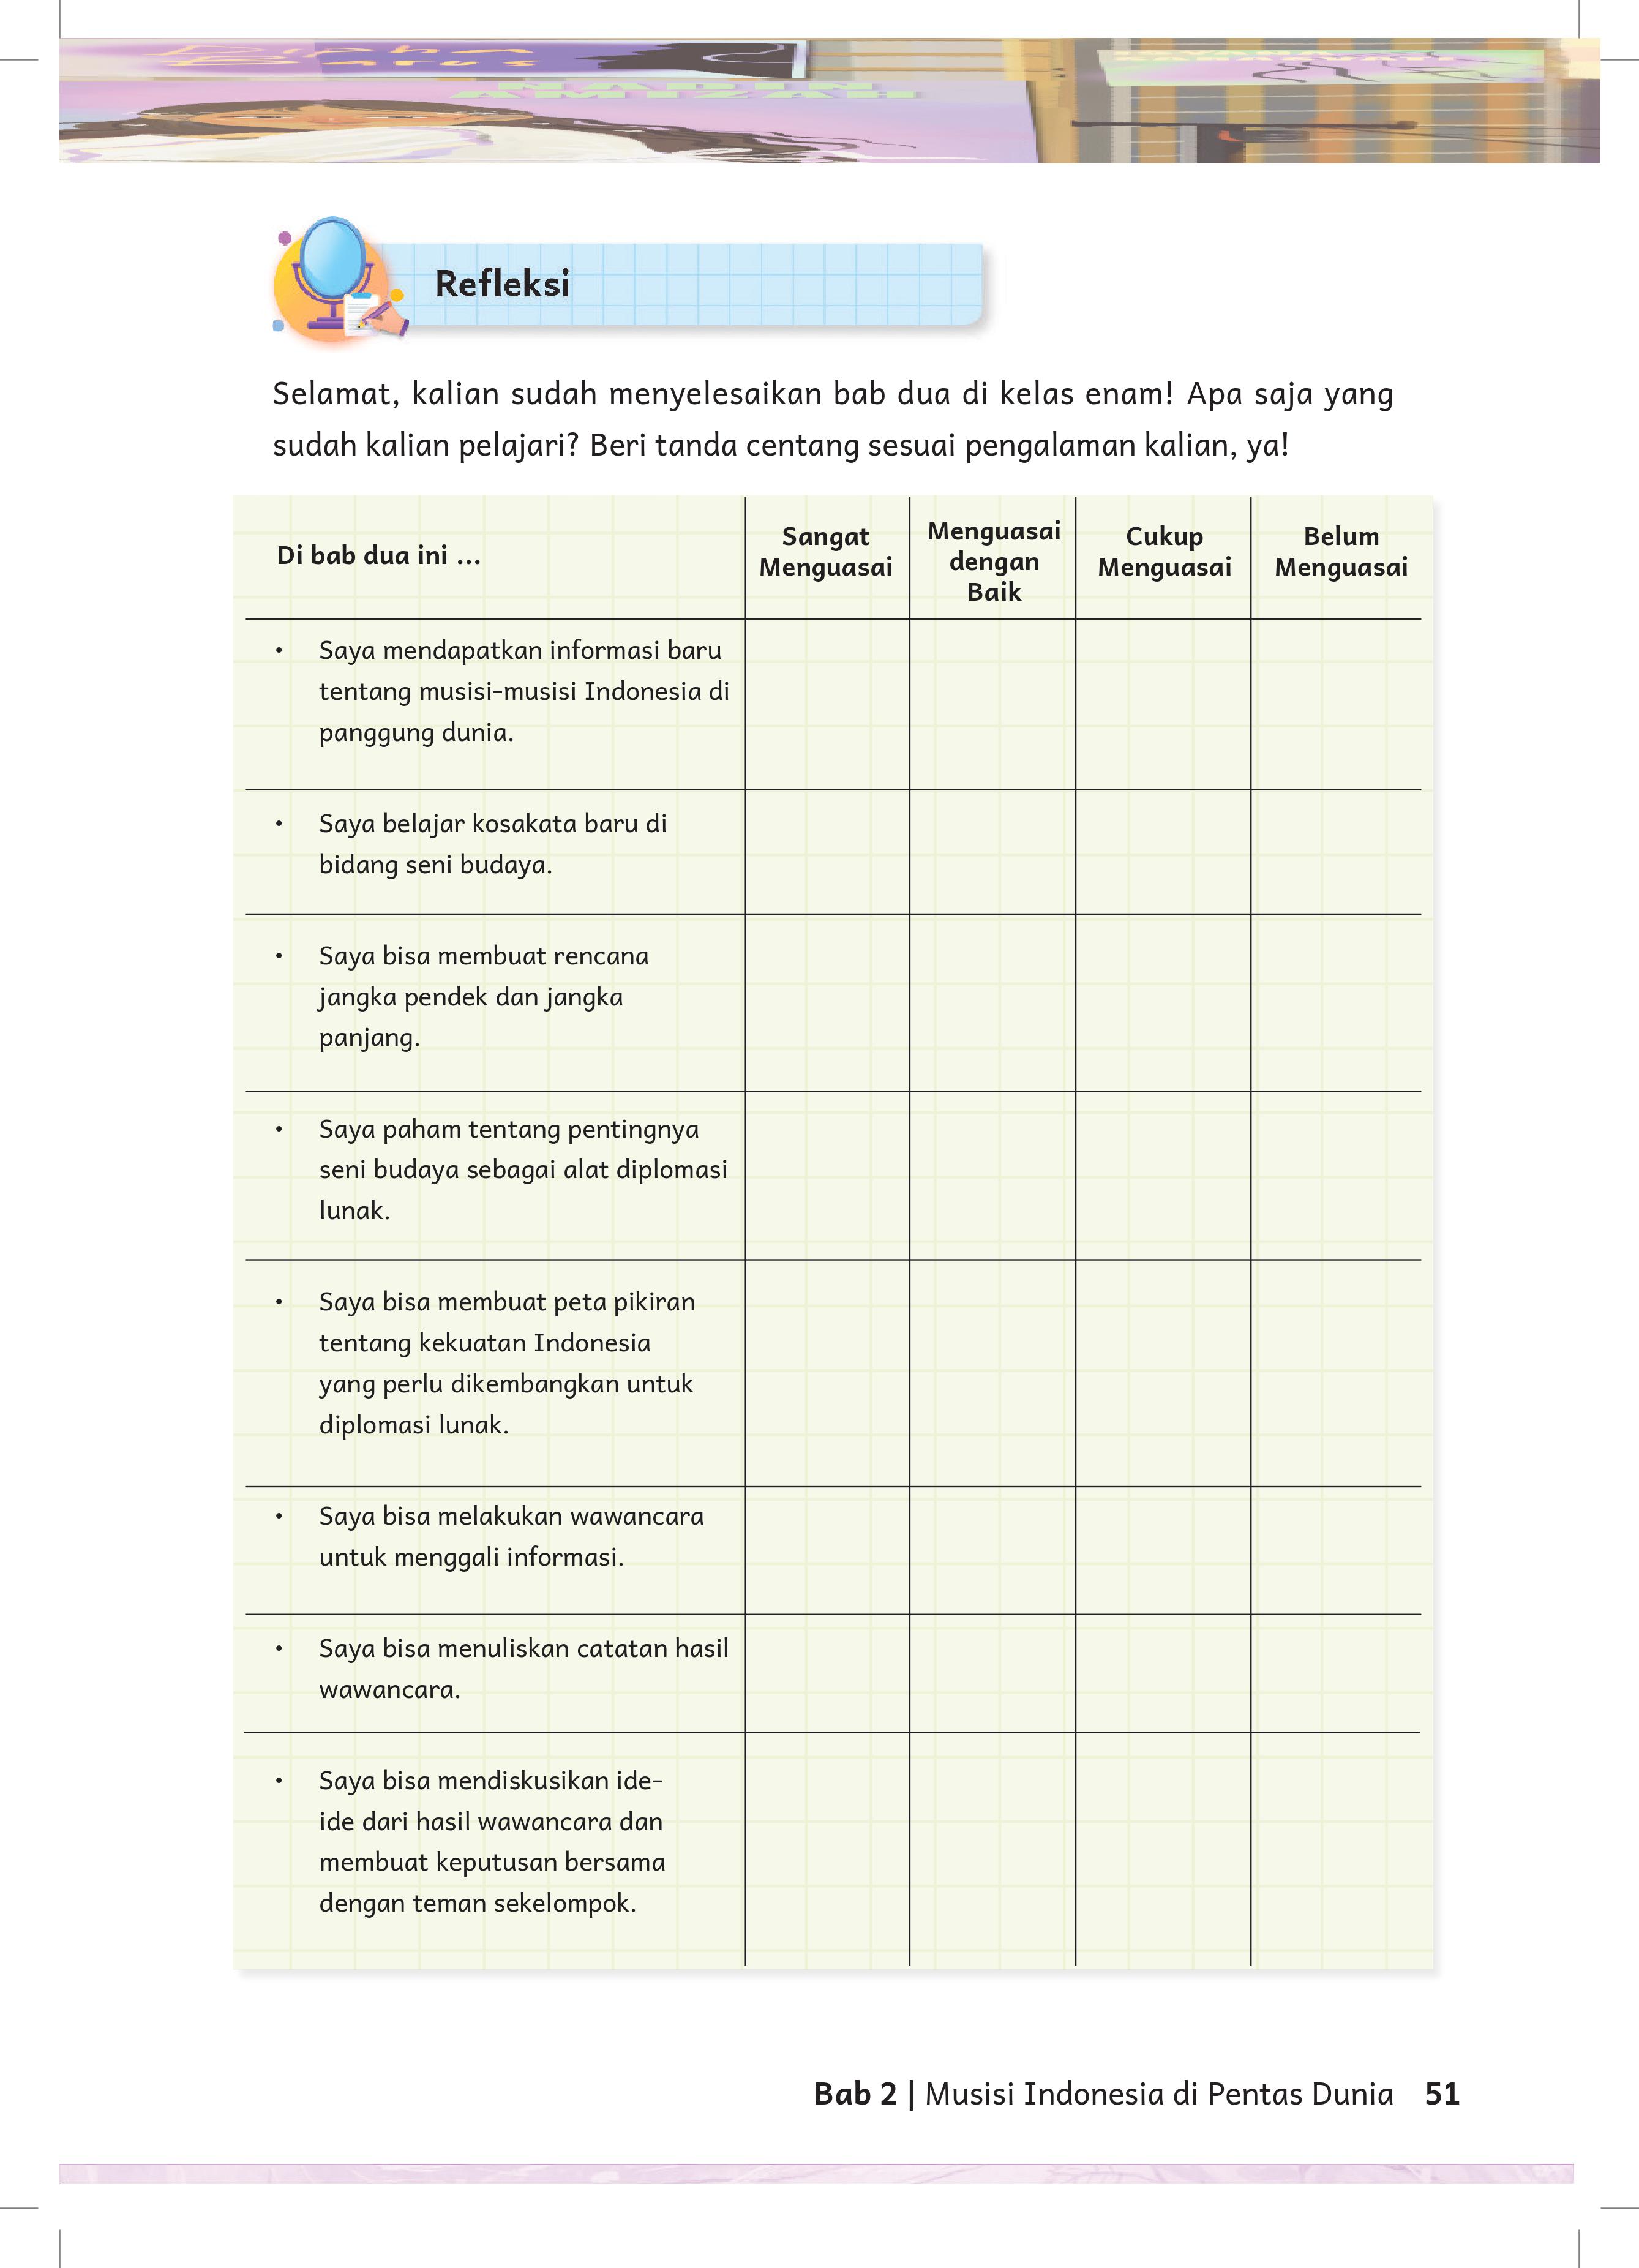 NADIN
AMIZAH
Refleksi
Selamat, kalian sudah menyelesaikan bab dua di kelas enam! Apa saja yang
sudah kalian pelajari? Beri tanda centang sesuai pengalaman kalian, ya!
Di bab dua ini ...
Sangat
Menguasai
Menguasai
dengan
Baik
Cukup
Menguasai
Belum
Menguasai
• Saya mendapatkan informasi baru
tentang musisi-musisi Indonesia di
panggung dunia.
• Saya belajar kosakata baru di
bidang seni budaya.
• Saya bisa membuat rencana
jangka pendek dan jangka
panjang.
• Saya paham tentang pentingnya
seni budaya sebagai alat diplomasi
lunak.
• Saya bisa membuat peta pikiran
tentang kekuatan Indonesia
yang perlu dikembangkan untuk
diplomasi lunak.
• Saya bisa melakukan wawancara
untuk menggali informasi.
• Saya bisa menuliskan catatan hasil
wawancara.
• Saya bisa mendiskusikan ide-
ide dari hasil wawancara dan
membuat keputusan bersama
dengan teman sekelompok.
Bab 2 | Musisi Indonesia di Pentas Dunia 51